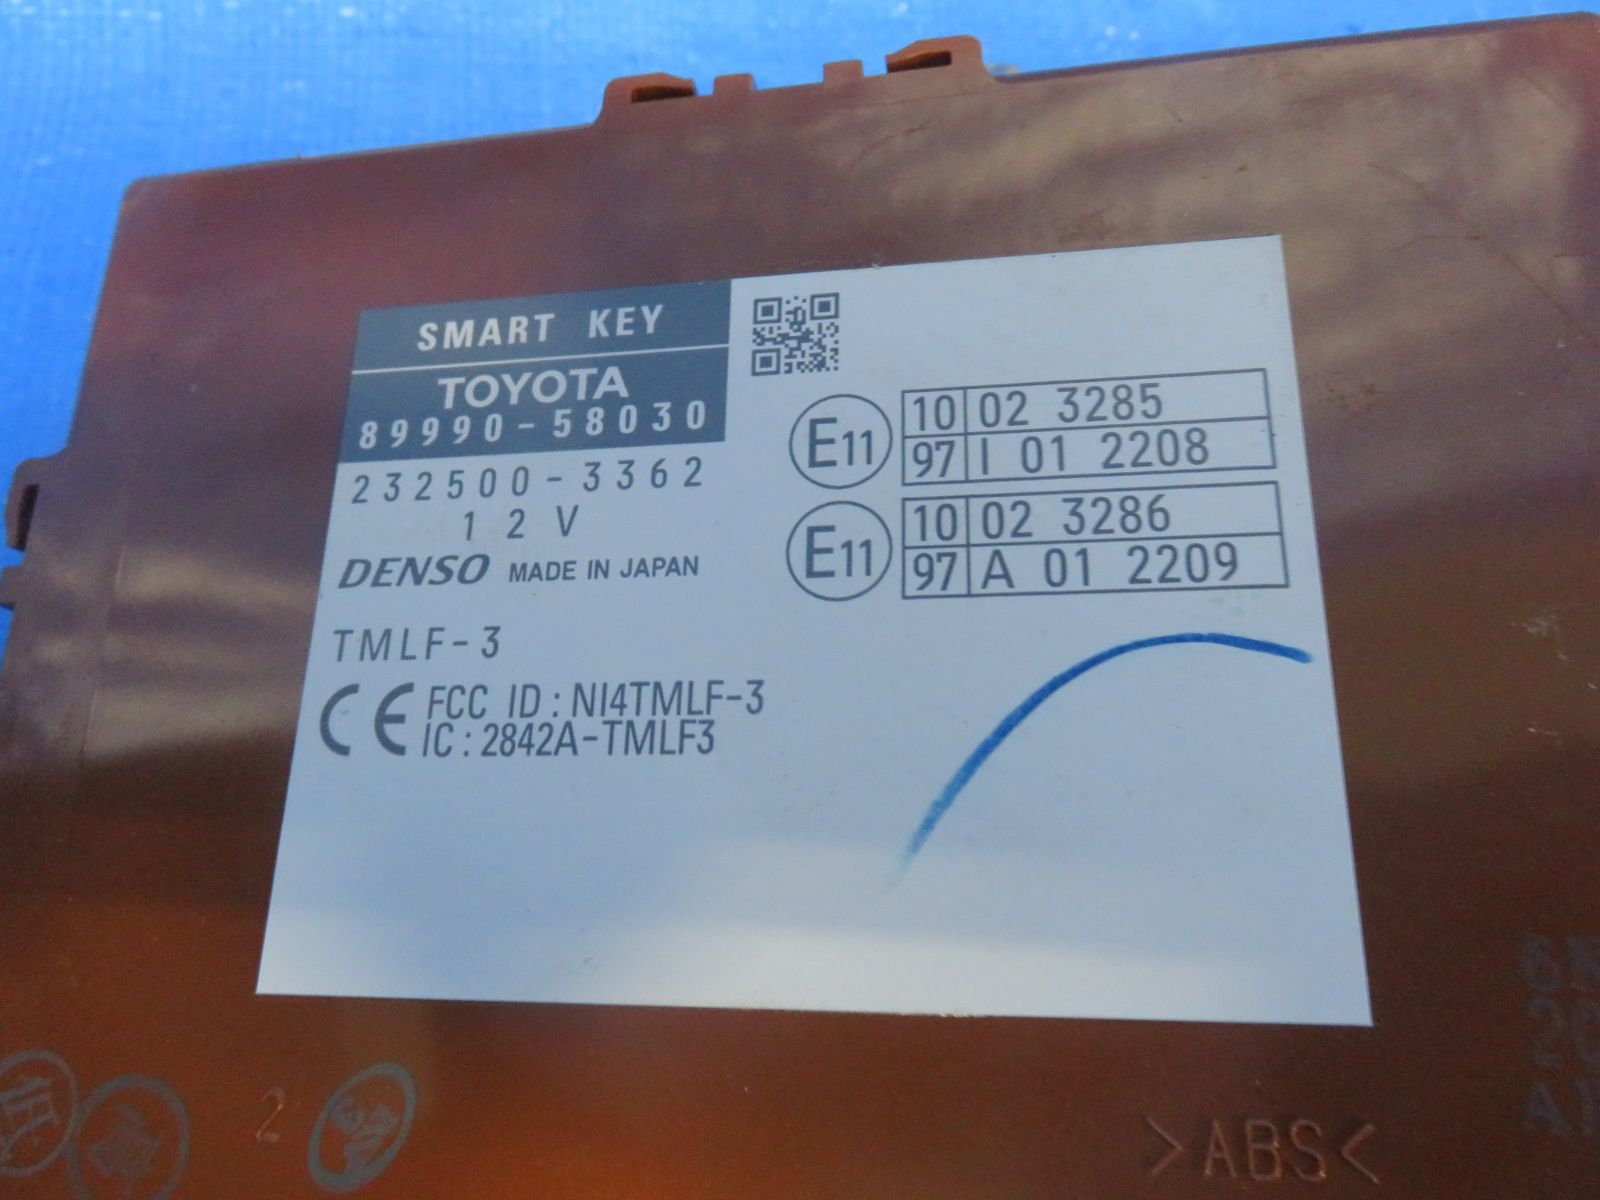 SMART KEY
TOYOTA
89990-58030
232500-3362
12V
DENSO MADE IN JAPAN
TMLF-3
CE FCC ID : NI4TMLF-3
IC : 2842A-TMLF3
E11 10 02 3285
97 I 01 2208
E11 10 02 3286
97 A 01 2209
2
>ABS<